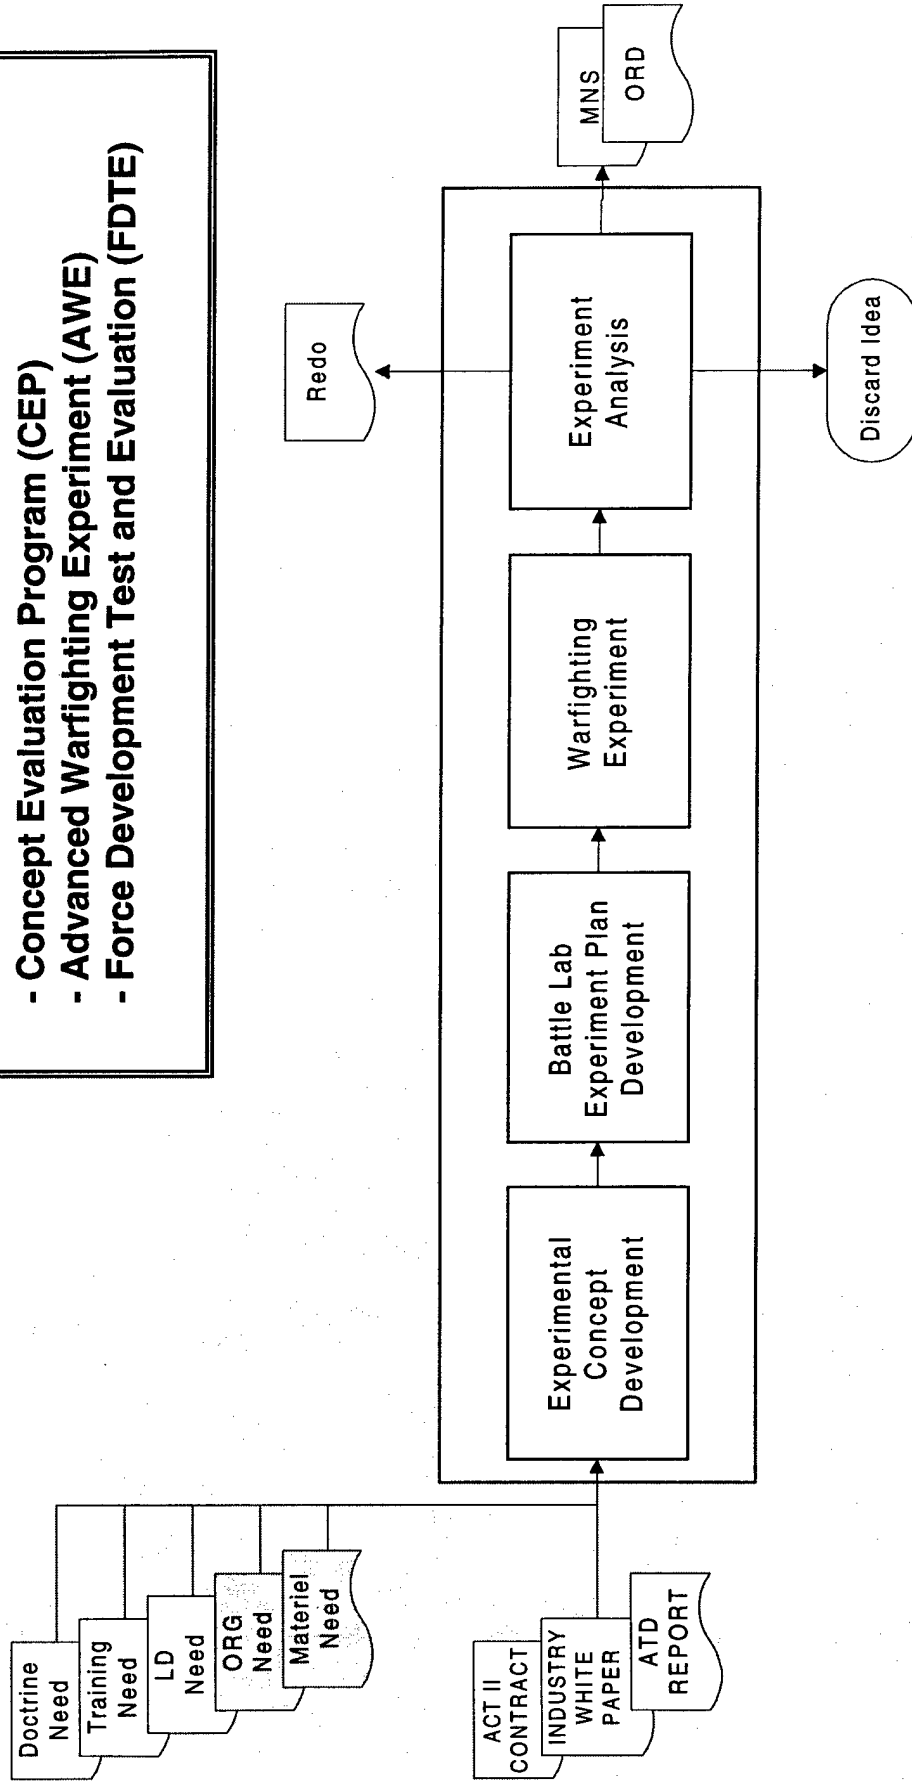 - Concept Evaluation Program (CEP)
- Advanced Warfighting Experiment (AWE)
- Force Development Test and Evaluation (FDTE)
Doctrine
Need
Training
Need
LD
Need
ORG
Need
Materiel
Need
ACT II
CONTRACT
INDUSTRY
WHITE
PAPER
ATD
REPORT
Experimental
Concept
Development
Battle Lab
Experiment Plan
Development
Warfighting
Experiment
Experiment
Analysis
Redo
Discard Idea
MNS
ORD